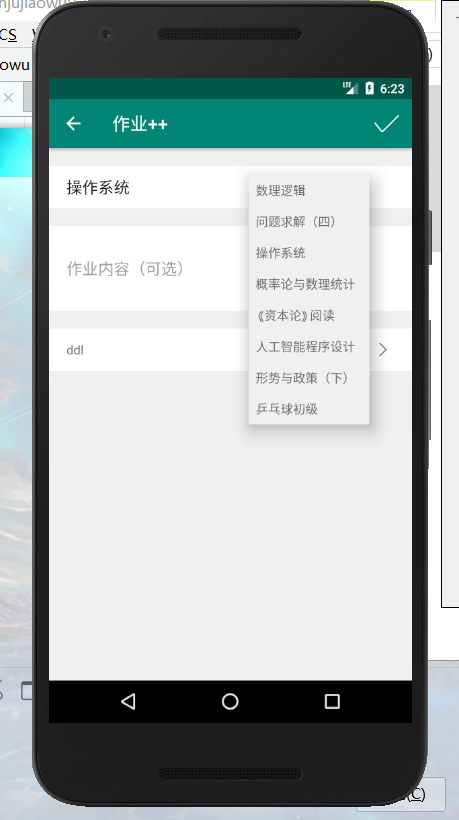 njujiaowu
CS
owu
LTE 6:23
作业++
操作系统
作业内容（可选）
ddl
数理逻辑
问题求解（四）
操作系统
概率论与数理统计
《资本论》阅读
人工智能程序设计
形势与政策（下）
乒乓球初级
(C)